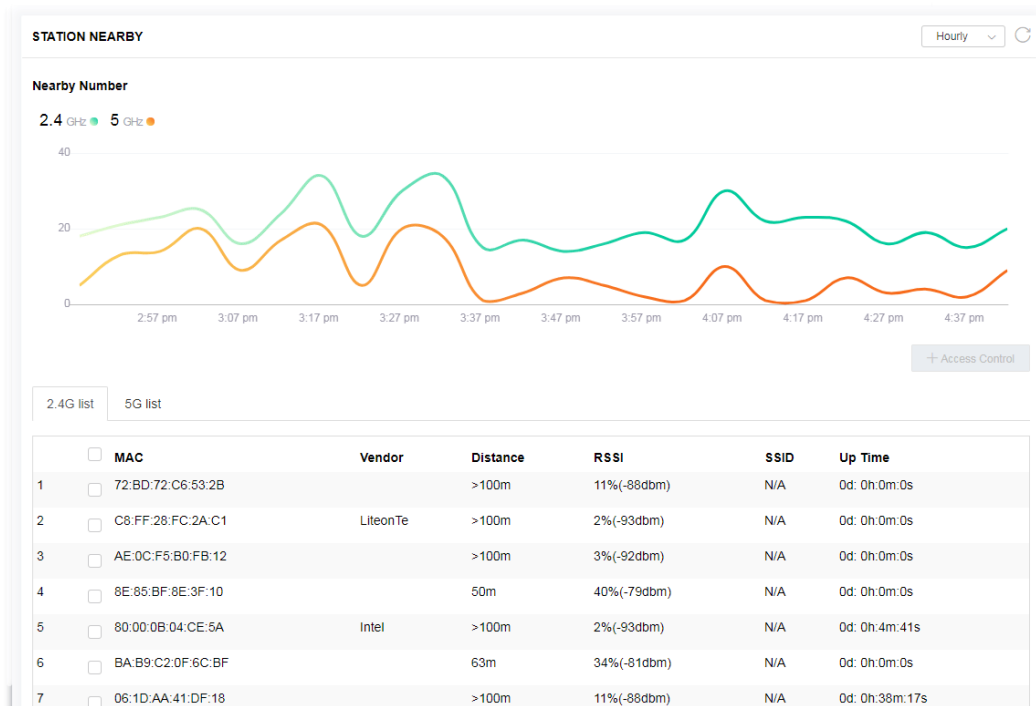 STATION NEARBY
Hourly
Nearby Number
2.4 GHz 5 GHz
40
20
0
2:57 pm 3:07 pm 3:17 pm 3:27 pm 3:37 pm 3:47 pm 3:57 pm 4:07 pm 4:17 pm 4:27 pm 4:37 pm
+ Access Control
2.4G list 5G list
MAC Vendor Distance RSSI SSID Up Time
1 72:BD:72:C6:53:2B >100m 11%(-88dbm) N/A 0d: 0h:0m:0s
2 C8:FF:28:FC:2A:C1 LiteonTe >100m 2%(-93dbm) N/A 0d: 0h:0m:0s
3 AE:0C:F5:B0:FB:12 >100m 3%(-92dbm) N/A 0d: 0h:0m:0s
4 8E:85:BF:8E:3F:10 50m 40%(-79dbm) N/A 0d: 0h:0m:0s
5 80:00:0B:04:CE:5A Intel >100m 2%(-93dbm) N/A 0d: 0h:4m:41s
6 BA:B9:C2:0F:6C:BF 63m 34%(-81dbm) N/A 0d: 0h:0m:0s
7 06:1D:AA:41:DF:18 >100m 11%(-88dbm) N/A 0d: 0h:38m:17s